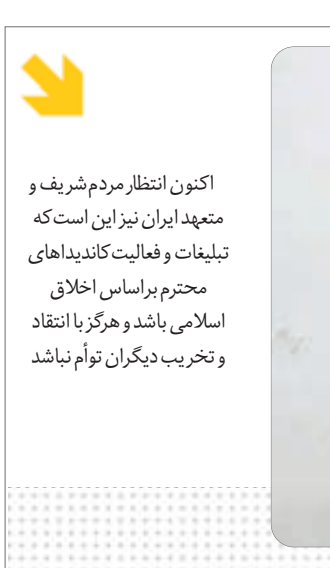 اکنون انتظار مردم شریف و
متعهد ایران نیز این است که
تبلیغات و فعالیت کاندیداهای
محترم براساس اخلاق
اسلامی باشد و هرگز با انتقاد
و تخریب دیگران توأم نباشد